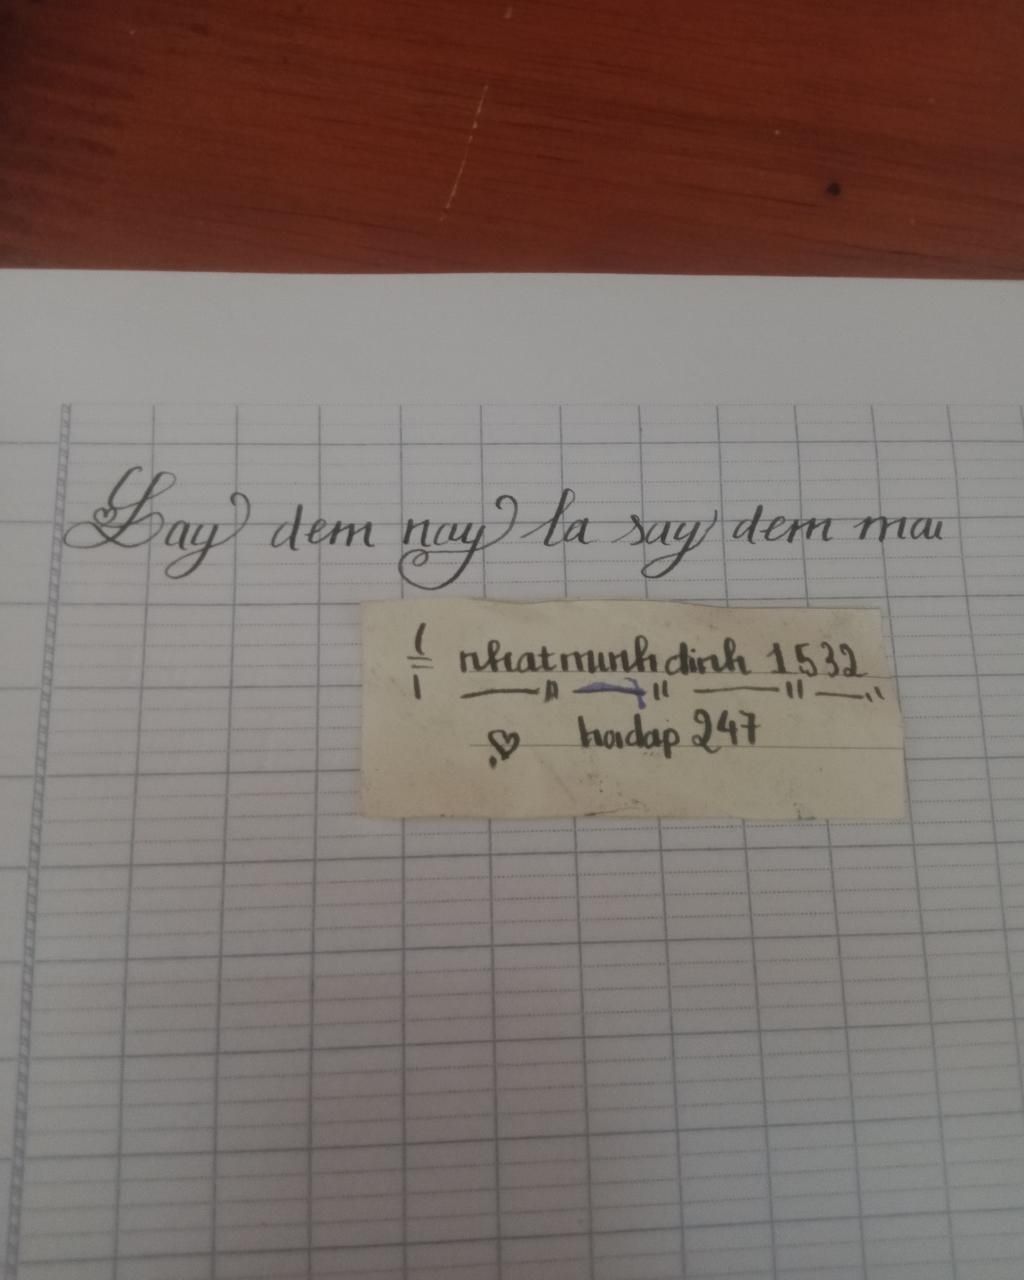 Say dem nay la say dem mai
nhatminhdinh 1532
hoidap 247